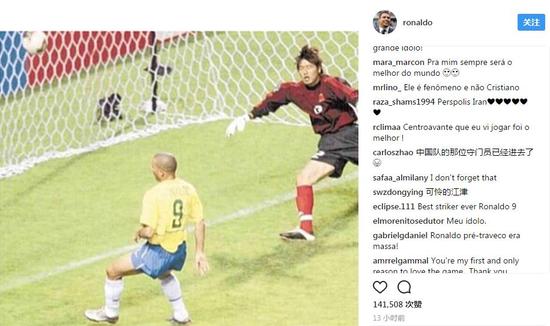 ronaldo
关注
grande ídolo!
mara_marcon Pra mim sempre será o
melhor do mundo
mrlino_ Ele é fenômeno e não Cristiano
raza_shams1994 Perspolis Iran♥♥♥♥♥
♥
rclimaa Centroavante que eu vi jogar foi o
melhor !
carloszhao 中国队的那位守门员已经进去了
safaa_almilany I don't forget that
swzdongying 可怜的江津
eclipse.111 Best striker ever Ronaldo 9
elmorenitosedutor Meu idolo.
gabrieldaniel Ronaldo pré-traveco era
massa!
amrrelgammal You're my first and only
reason to love the game. Thank you
141,508 次赞
13 小时前
9